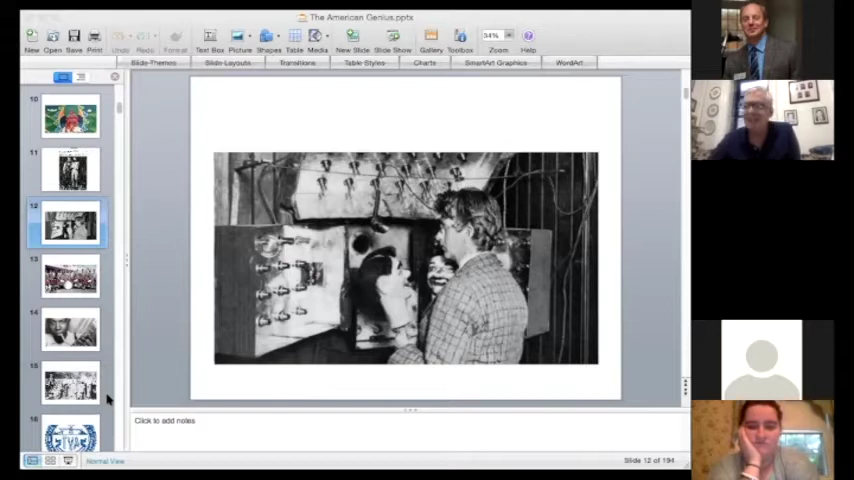 The American Genius.pptx
New Open Save Print Undo Redo Format Text Box Picture Shapes Table Media New Slide Slide Show Gallery Toolbox Zoom Help
34%
Slide Themes Slide Layouts Transitions Table Styles Charts SmartArt Graphics WordArt
10
11
12
13
14
15
16
TVA
Click to add notes
Normal View
Slide 12 of 194